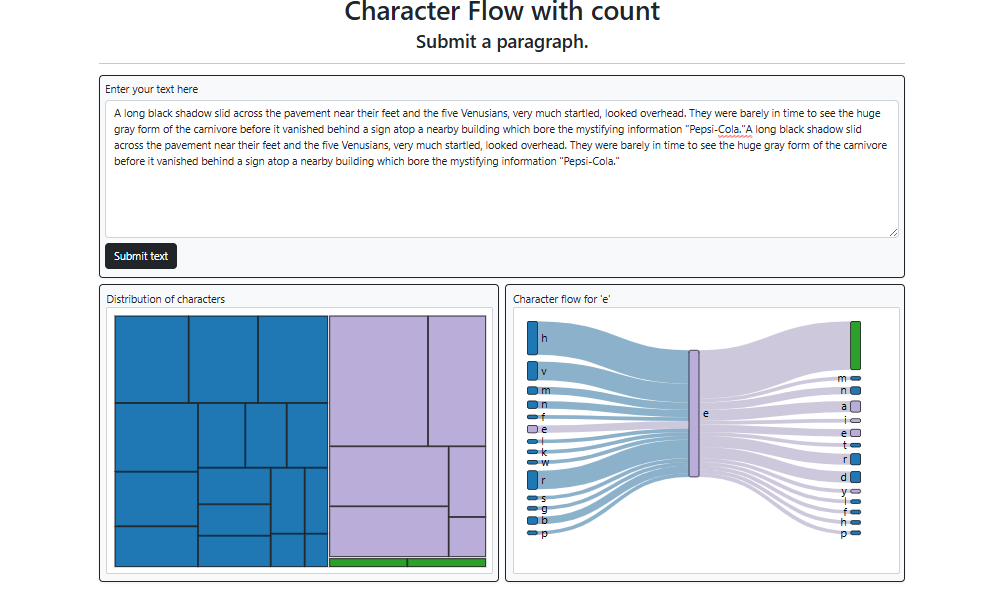 Character Flow with count
Submit a paragraph.
Enter your text here
A long black shadow slid across the pavement near their feet and the five Venusians, very much startled, looked overhead. They were barely in time to see the huge
gray form of the carnivore before it vanished behind a sign atop a nearby building which bore the mystifying information "Pepsi-Cola."A long black shadow slid
across the pavement near their feet and the five Venusians, very much startled, looked overhead. They were barely in time to see the huge gray form of the carnivore
before it vanished behind a sign atop a nearby building which bore the mystifying information "Pepsi-Cola."
Submit text
Distribution of characters
Character flow for 'e'
h
v
m
n
f
e
l
k
w
r
s
g
b
p
e
m
n
a
i
e
t
r
d
y
l
f
h
p